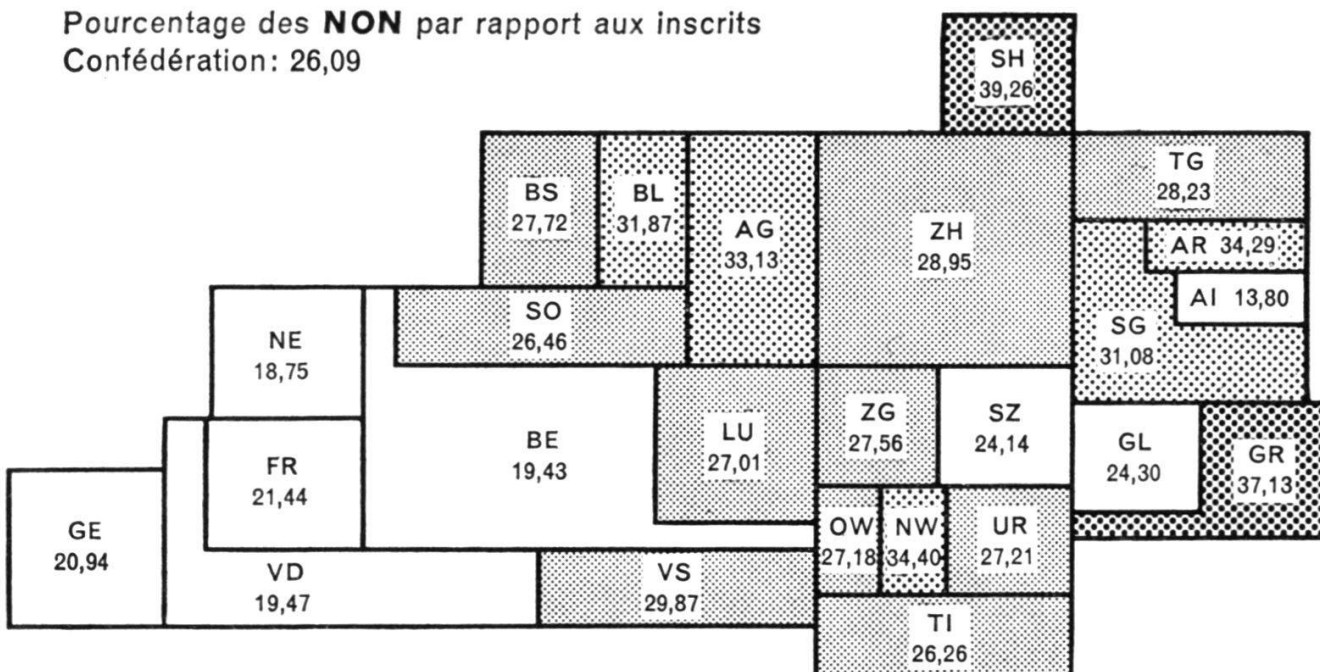 Pourcentage des NON par rapport aux inscrits
Confédération: 26,09
SH
39,26
BS
27,72
BL
31,87
AG
33,13
ZH
28,95
TG
28,23
AR 34,29
AI 13,80
SG
31,08
NE
18,75
SO
26,46
BE
19,43
LU
27,01
ZG
27,56
SZ
24,14
GL
24,30
GR
37,13
FR
21,44
GE
20,94
VD
19,47
VS
29,87
OW
27,18
NW
34,40
UR
27,21
TI
26,26